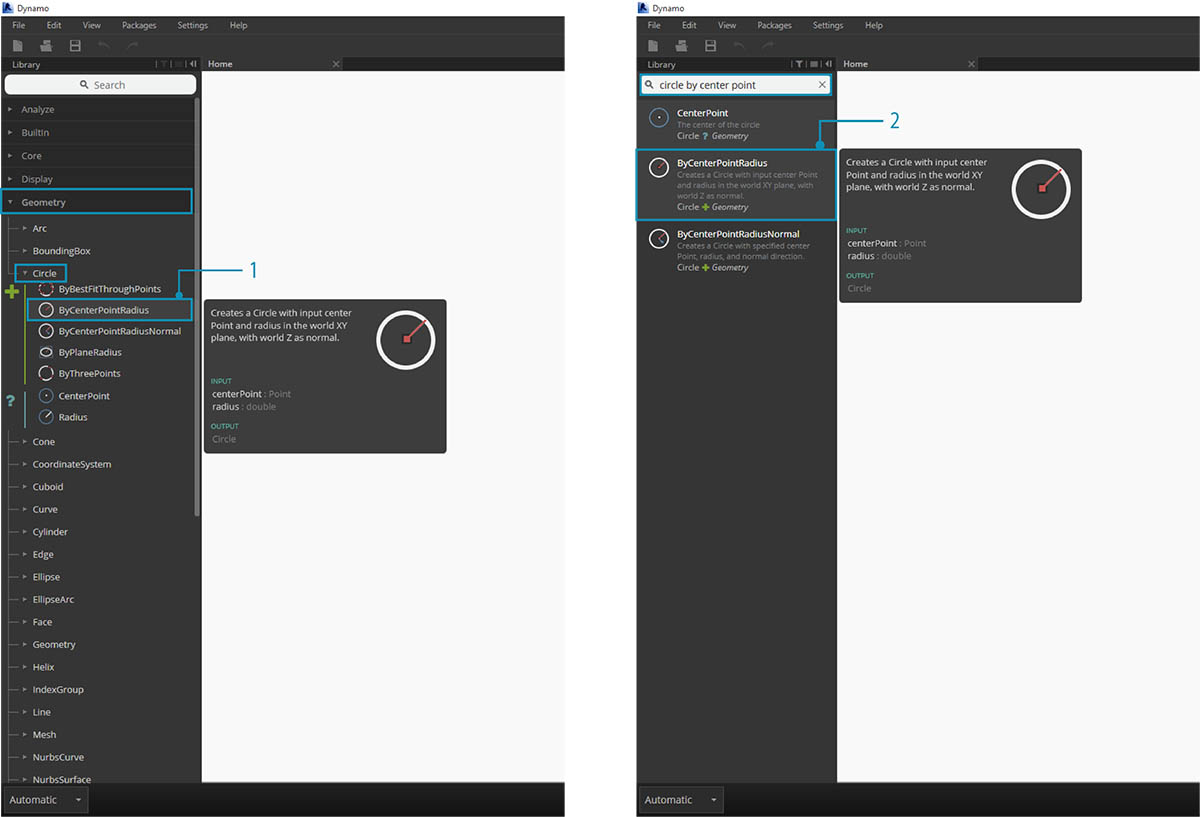 Dynamo
File Edit View Packages Settings Help
Library
Home
Search
Analyze
BuiltIn
Core
Display
Geometry
Arc
BoundingBox
Circle
ByBestFitThroughPoints
ByCenterPointRadius
ByCenterPointRadiusNormal
ByPlaneRadius
ByThreePoints
CenterPoint
Radius
Cone
CoordinateSystem
Cuboid
Curve
Cylinder
Edge
Ellipse
EllipseArc
Face
Geometry
Helix
IndexGroup
Line
Mesh
NurbsCurve
NurbsSurface
Automatic
1
Creates a Circle with input center
Point and radius in the world XY
plane, with world Z as normal.
INPUT
centerPoint : Point
radius : double
OUTPUT
Circle
Dynamo
File Edit View Packages Settings Help
Library
Home
circle by center point
CenterPoint
The center of the circle
Circle ? Geometry
ByCenterPointRadius
Creates a Circle with input center Point
and radius in the world XY plane, with
world Z as normal.
Circle + Geometry
ByCenterPointRadiusNormal
Creates a Circle with specified center
Point, radius, and normal direction.
Circle + Geometry
2
Creates a Circle with input center
Point and radius in the world XY
plane, with world Z as normal.
INPUT
centerPoint : Point
radius : double
OUTPUT
Circle
Automatic